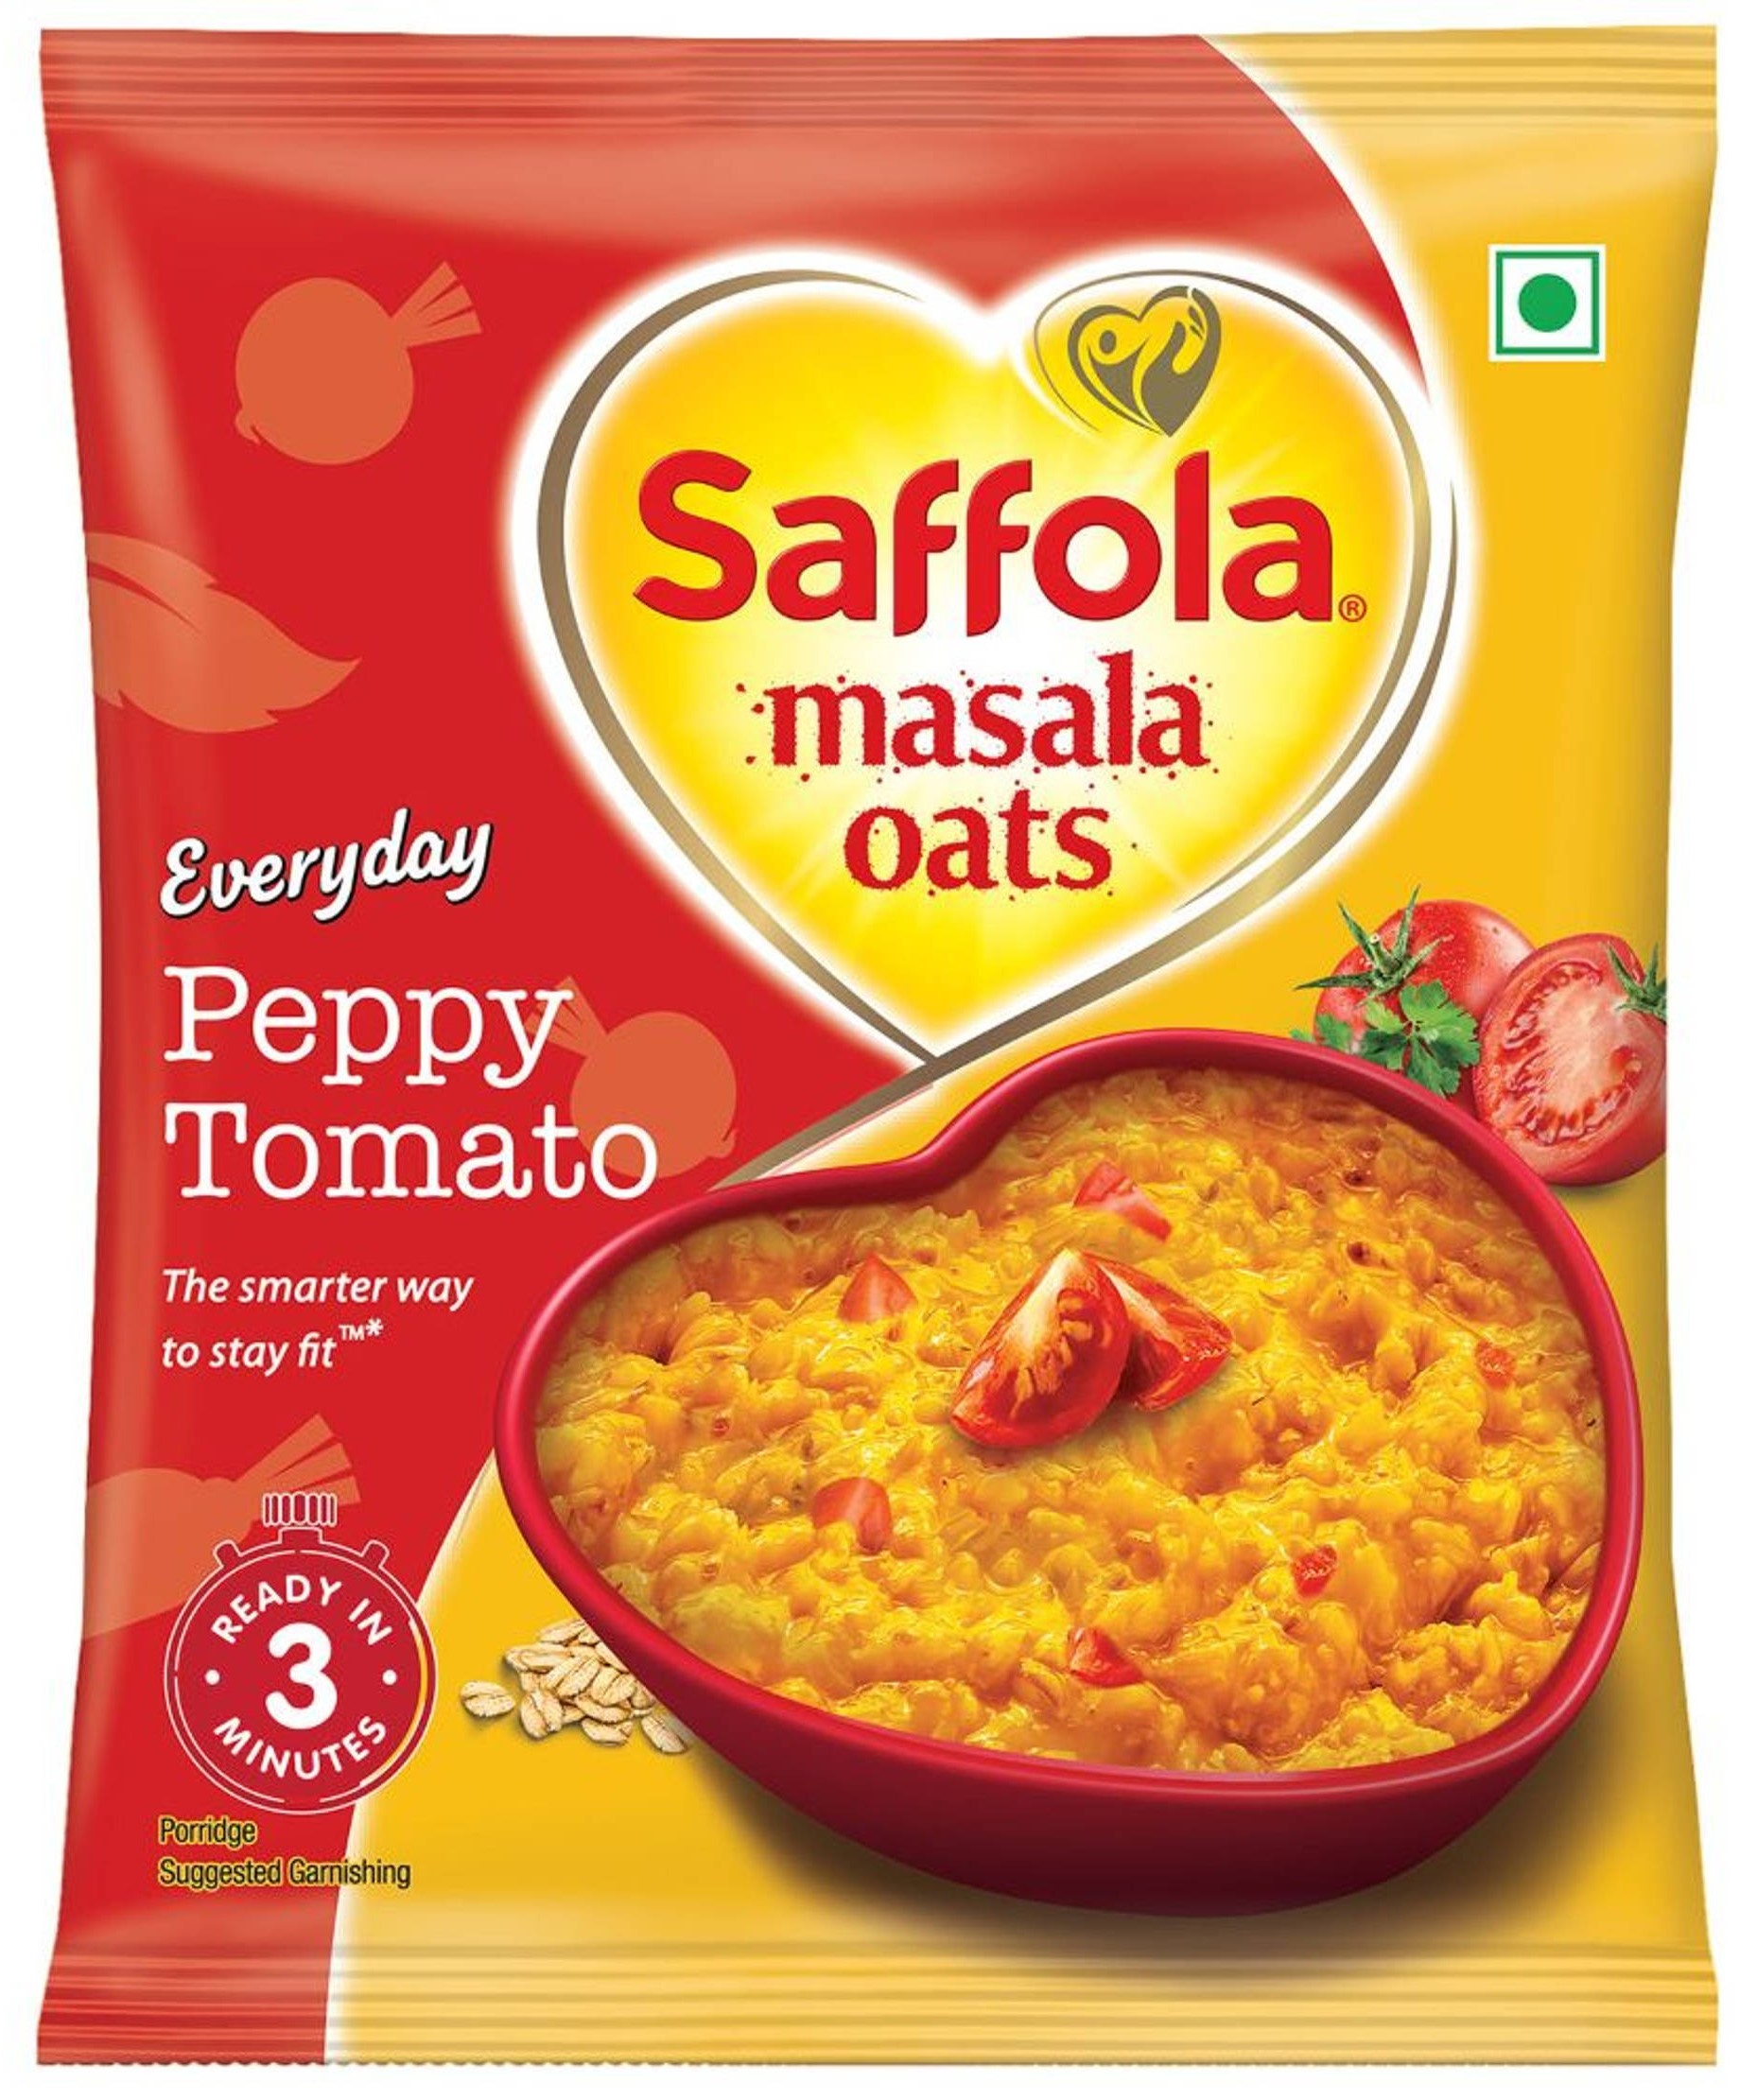 Saffola®
masala
oats
Everyday
Peppy
Tomato
The smarter way
to stay fit™*
READY IN
3
MINUTES
Porridge
Suggested Garnishing